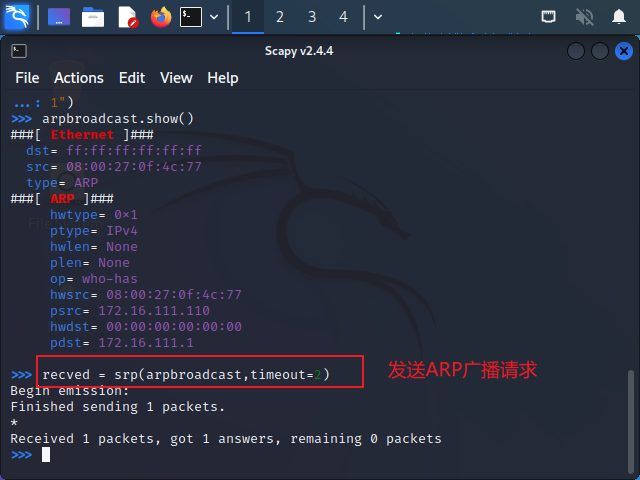 1 2 3 4
Scapy v2.4.4
File Actions Edit View Help
...: 1")
>>> arpbroadcast.show()
###[ Ethernet ]###
dst= ff:ff:ff:ff:ff:ff
src= 08:00:27:0f:4c:77
type= ARP
###[ ARP ]###
hwtype= 0×1
ptype= IPv4
hwlen= None
plen= None
op= who-has
hwsrc= 08:00:27:0f:4c:77
psrc= 172.16.111.110
hwdst= 00:00:00:00:00:00
pdst= 172.16.111.1
>>> recved = srp(arpbroadcast,timeout=2)
发送ARP广播请求
Begin emission:
Finished sending 1 packets.
*
Received 1 packets, got 1 answers, remaining 0 packets
>>>